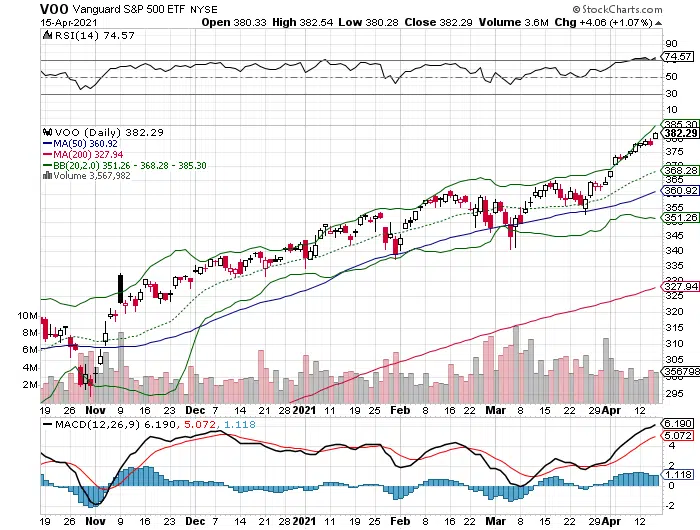 VOO Vanguard S&P 500 ETF NYSE © StockCharts.com
15-Apr-2021 Open 380.33 High 382.54 Low 380.28 Close 382.29 Volume 3.6M Chg +4.06 (+1.07%)
RSI(14) 74.57
90
74.57
70
50
30
10
VOO (Daily) 382.29
MA(50) 360.92
MA(200) 327.94
BB(20,2.0) 351.26 - 368.28 - 385.30
Volume 3,567,982
385.30
382.29
375
368.28
365
360.92
355
351.26
345
340
335
330
327.94
325
320
315
310
305
300
295
10M
8M
6M
4M
2M
3567982
19 26 Nov 9 16 23 Dec 7 14 21 28 2021 11 19 25 Feb 8 16 22 Mar 8 15 22 29 Apr 12
MACD(12,26,9) 6.190, 5.072, 1.118
6.190
5.072
4
2
1.118
0
-2
19 26 Nov 9 16 23 Dec 7 14 21 28 2021 11 19 25 Feb 8 16 22 Mar 8 15 22 29 Apr 12